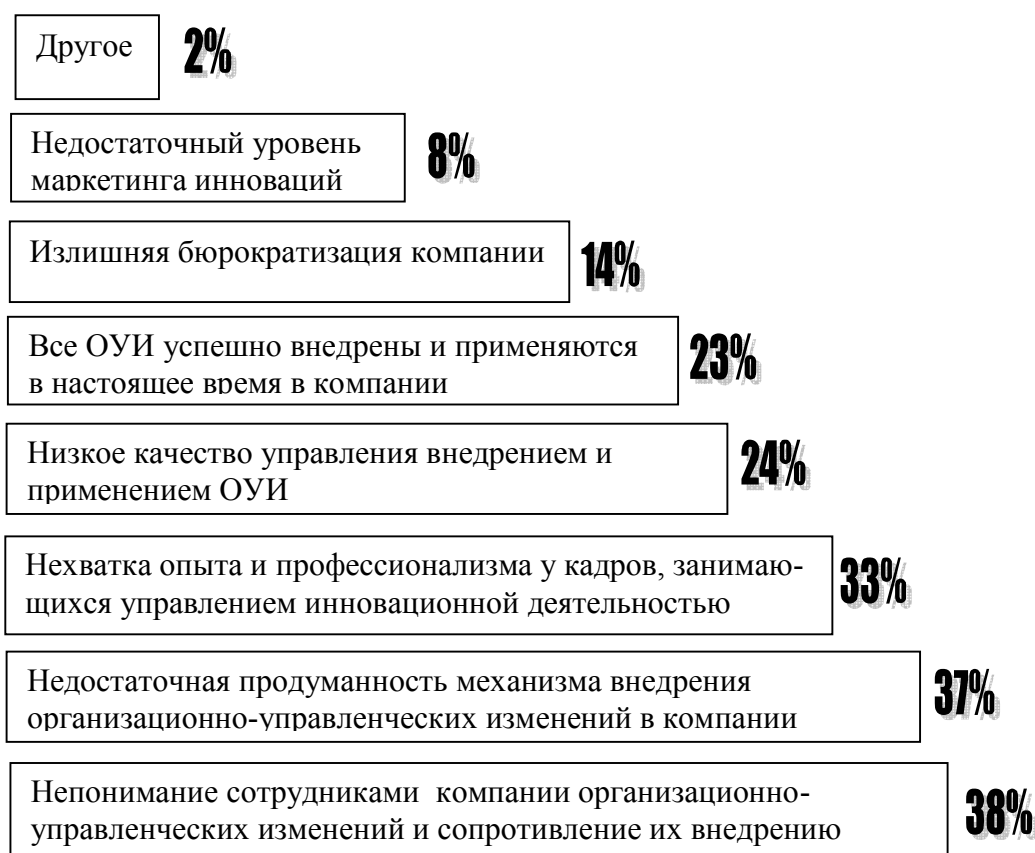 Другое
2%
Недостаточный уровень
маркетинга инноваций
8%
Излишняя бюрократизация компании
14%
Все ОУИ успешно внедрены и применяются
в настоящее время в компании
23%
Низкое качество управления внедрением и
применением ОУИ
24%
Нехватка опыта и профессионализма у кадров, занимаю-
щихся управлением инновационной деятельностью
33%
Недостаточная продуманность механизма внедрения
организационно-управленческих изменений в компании
37%
Непонимание сотрудниками компании организационно-
управленческих изменений и сопротивление их внедрению
38%